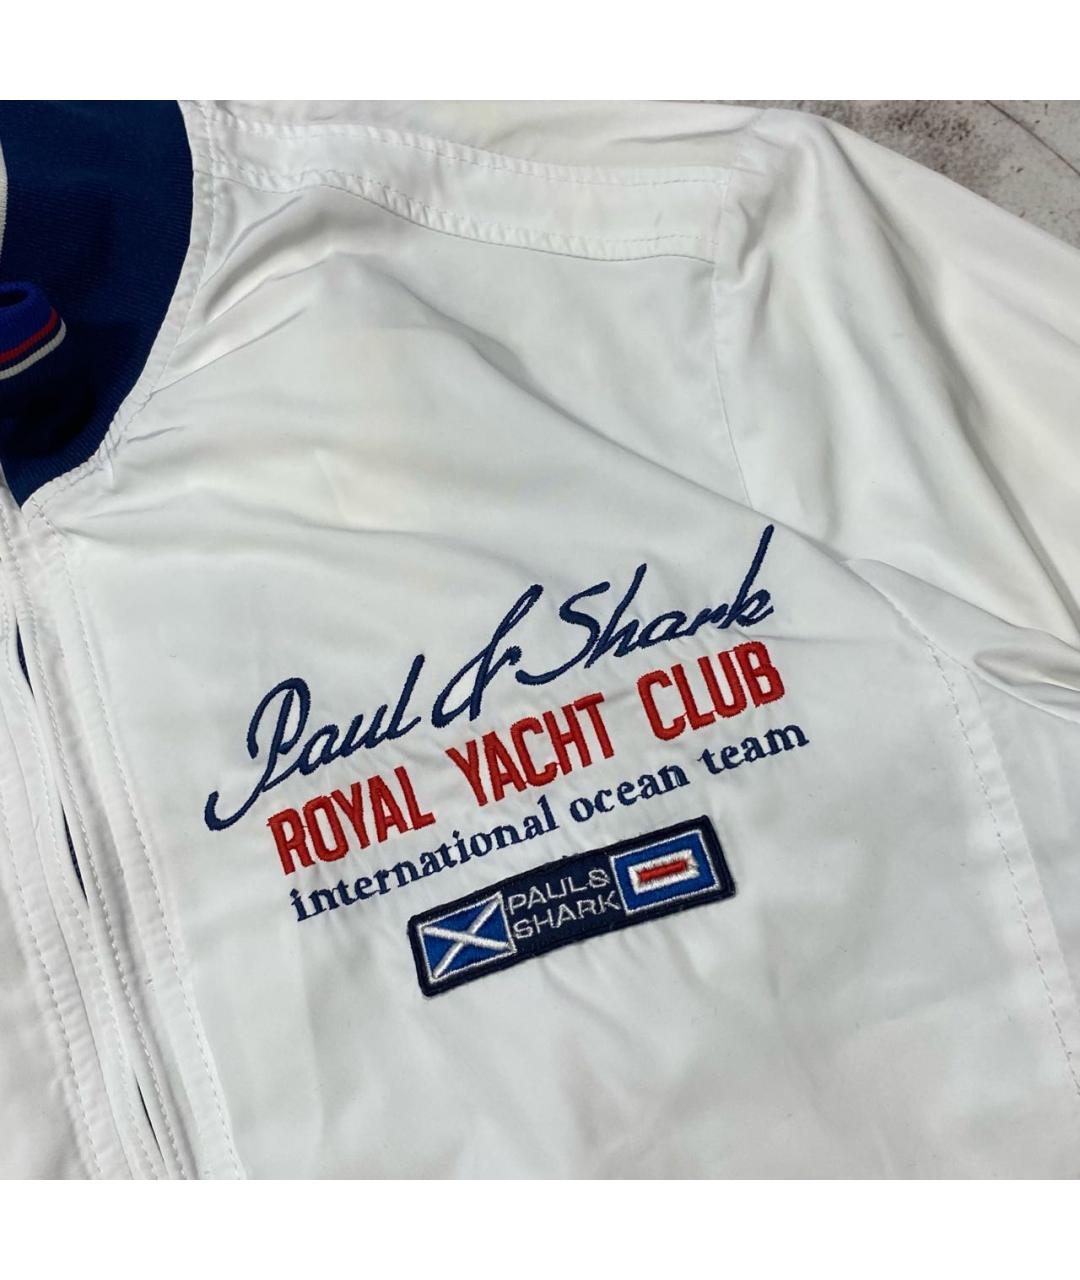 Paul & Shark
ROYAL YACHT CLUB
international ocean team
PAUL&
SHARK